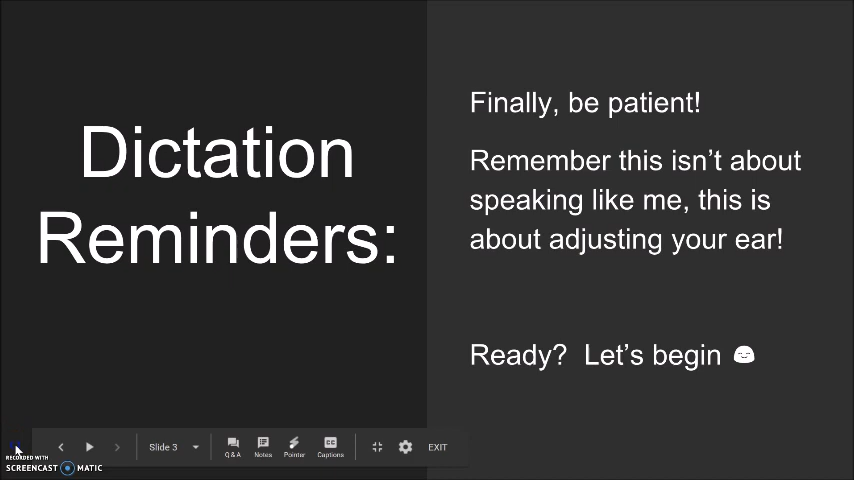 Dictation
Reminders:
Finally, be patient!
Remember this isn’t about
speaking like me, this is
about adjusting your ear!
Ready?  Let’s begin
Slide 3
Q & A
Notes
Pointer
Captions
EXIT
RECORDED WITH
SCREENCAST MATIC